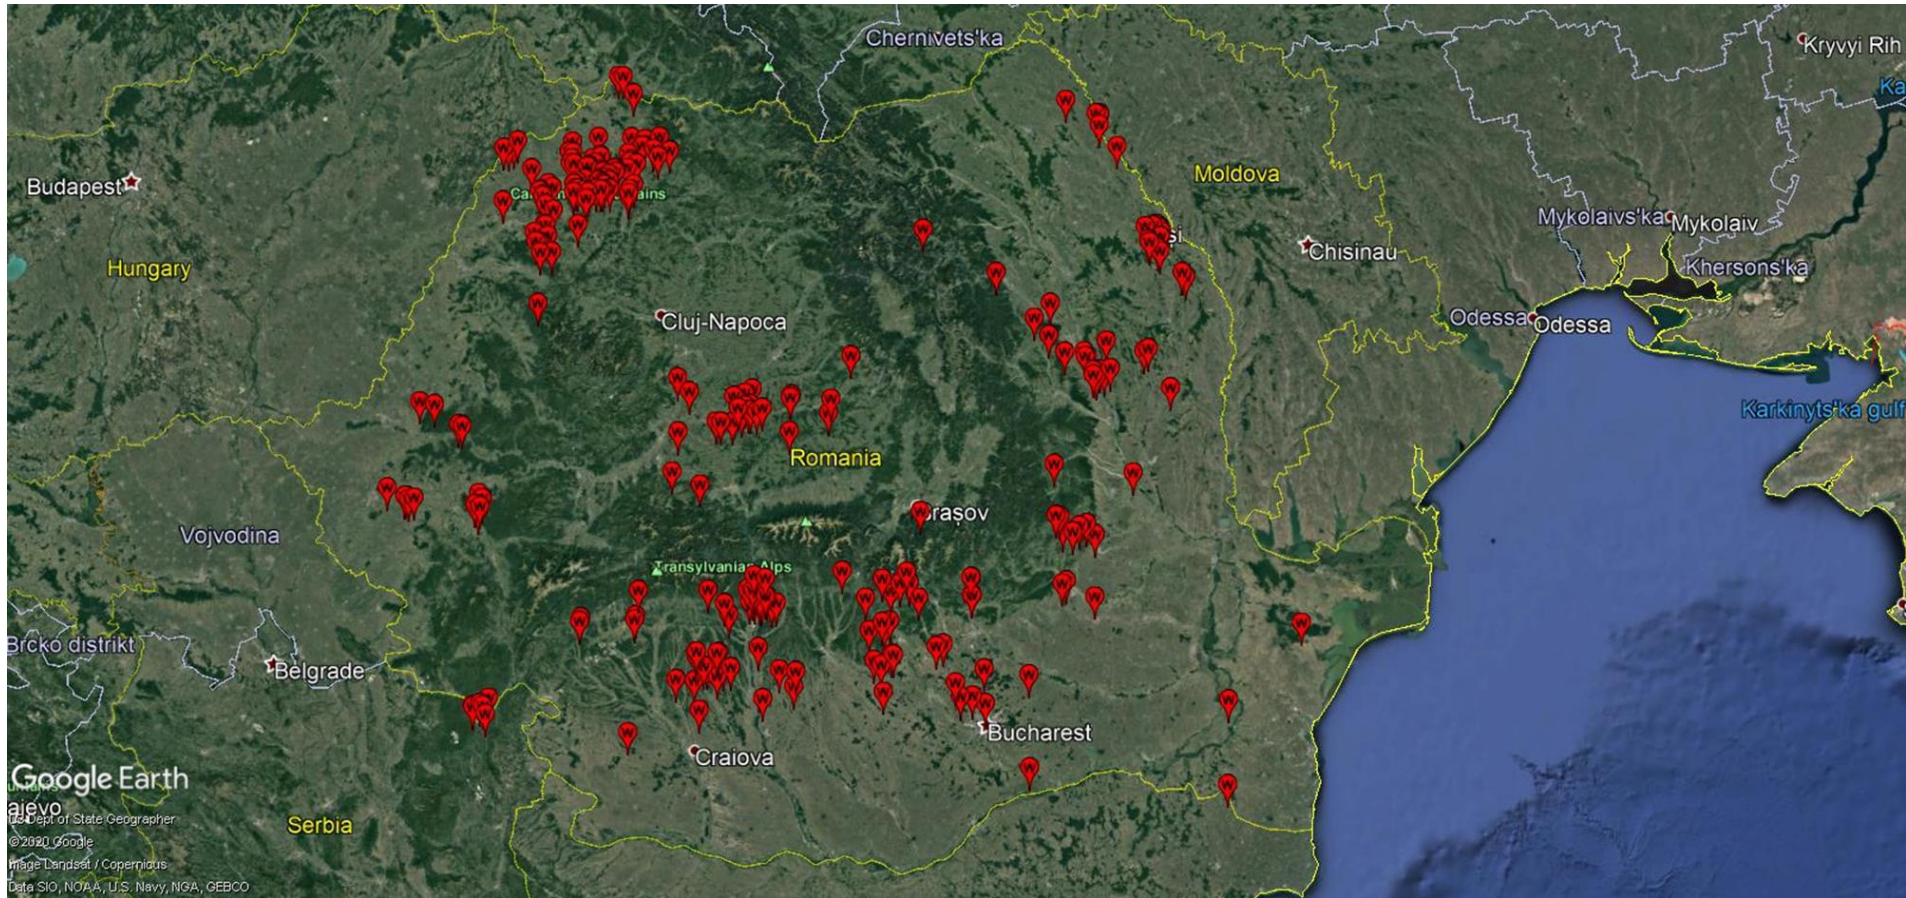 Chernivets'ka
Kryvyi Rih
Ka
Moldova
Budapest
Mykolaivs'ka
Mykolaiv
Chisinau
Hungary
Khersons'ka
Odessa
Odessa
Cluj-Napoca
Karkinyts'ka gulf
Romania
Vojvodina
Transylvanian Alps
Brcko distrikt
Belgrade
Bucharest
Craiova
Google Earth
ajevo
Serbia
US Dept of State Geographer
©2020 Google
Image Landsat / Copernicus
Data SIO, NOAA, U.S. Navy, NGA, GEBCO